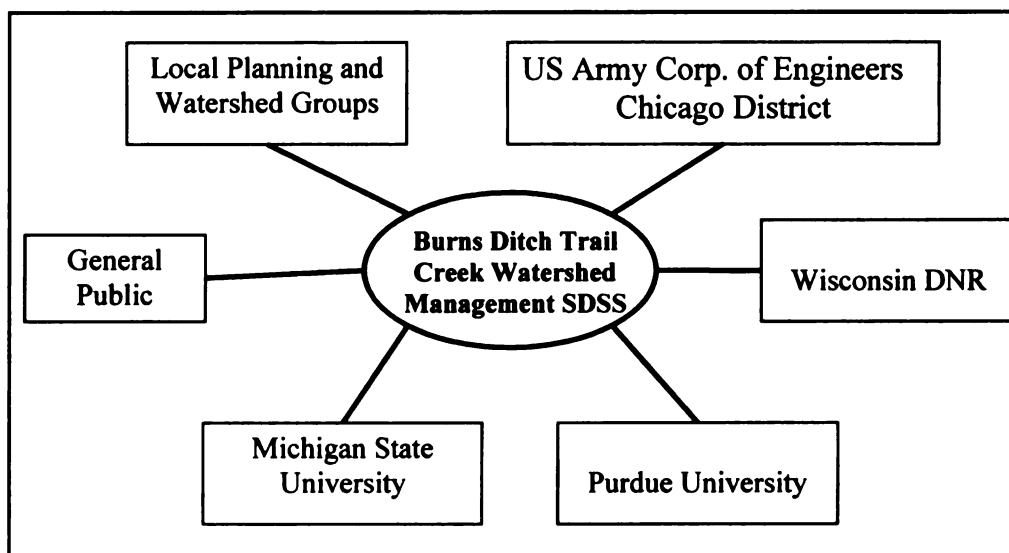 Local Planning and
Watershed Groups
US Army Corp. of Engineers
Chicago District
General
Public
Burns Ditch Trail
Creek Watershed
Management SDSS
Wisconsin DNR
Michigan State
University
Purdue University